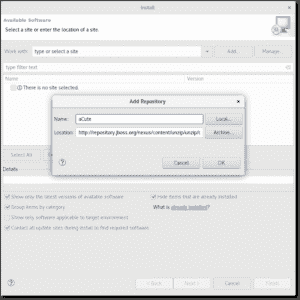 Install
Available Software
Select a site or enter the location of a site.
Work with: type or select a site
Add...
Manage...
type filter text
Name
Version
There is no site selected.
Add Repository
Name: aCute
Local...
Location: http://repository.jboss.org/nexus/content/unzip/unzip/
Archive...
Cancel
OK
Select All
Details
Show only the latest versions of available software
Hide items that are already installed
Group items by category
What is already installed?
Show only software applicable to target environment
Contact all update sites during install to find required software
< Back
Next >
Cancel
Finish